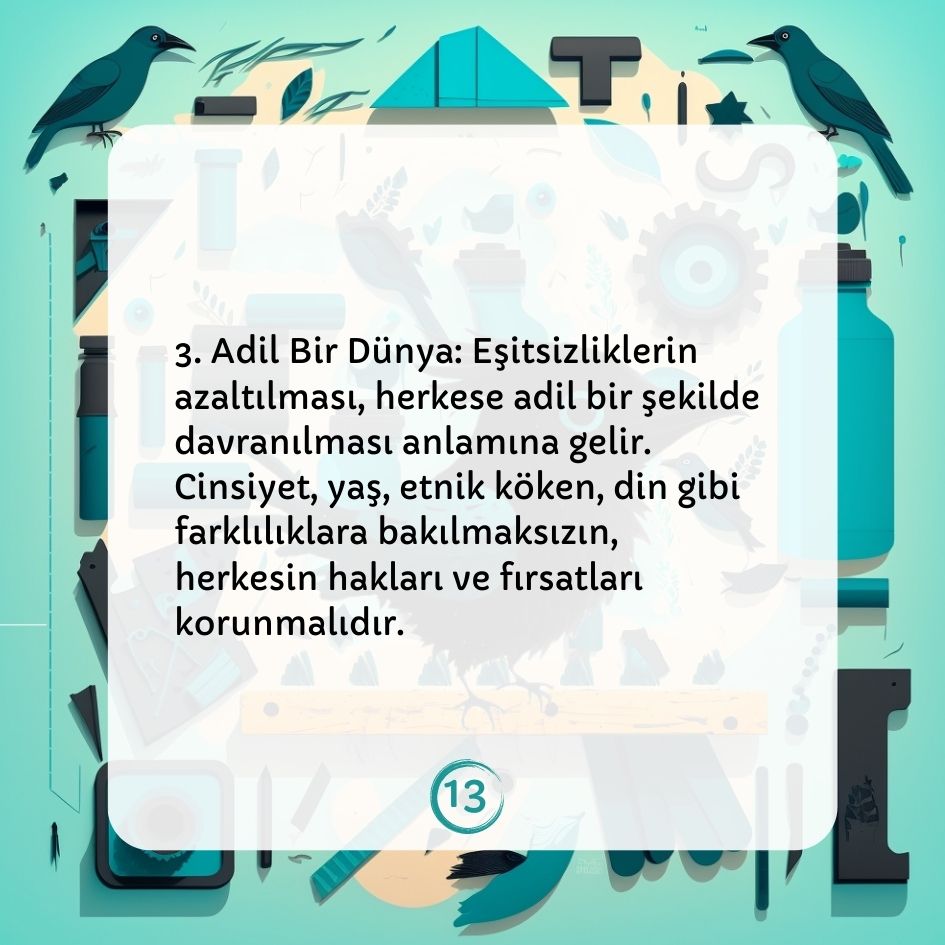 3. Adil Bir Dünya: Eşitsizliklerin
azaltılması, herkese adil bir şekilde
davranılması anlamına gelir.
Cinsiyet, yaş, etnik köken, din gibi
farklılıklara bakılmaksızın,
herkesin hakları ve fırsatları
korunmalıdır.
13